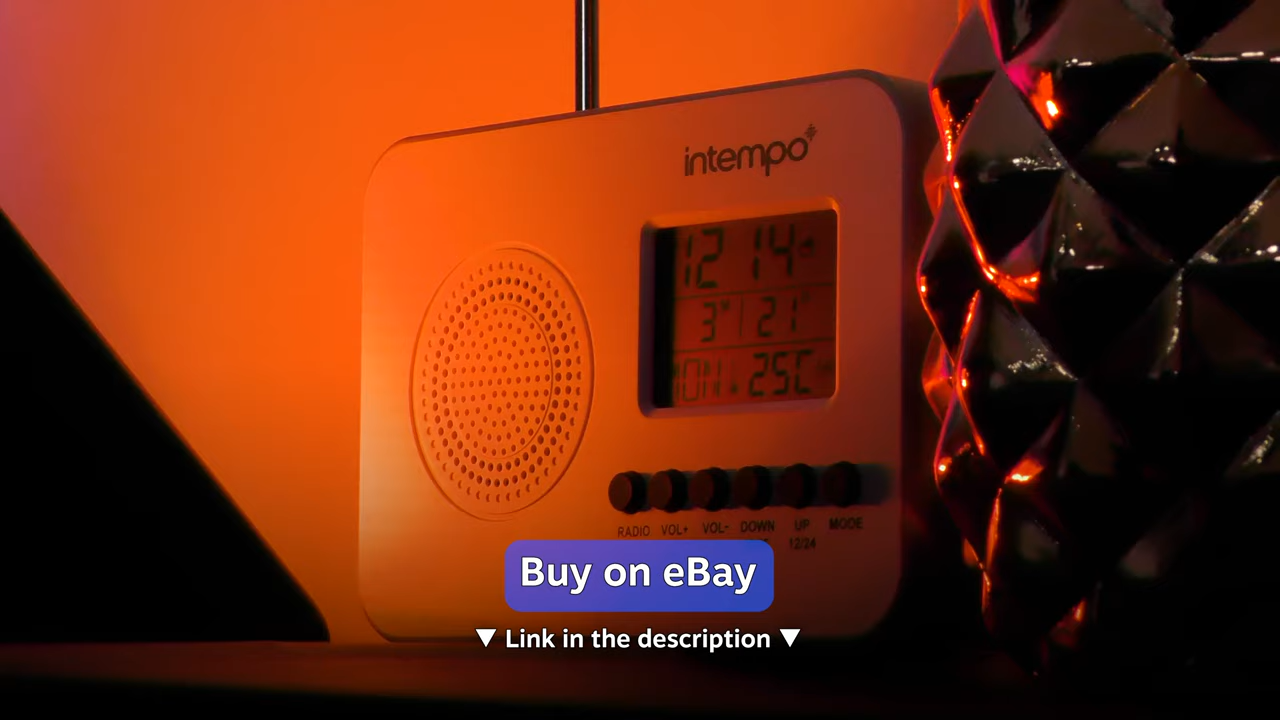 intempo
12 14
3 21
MON. 25C
RADIO VOL+ VOL- DOWN UP MODE
12/24
Buy on eBay
▼ Link in the description ▼